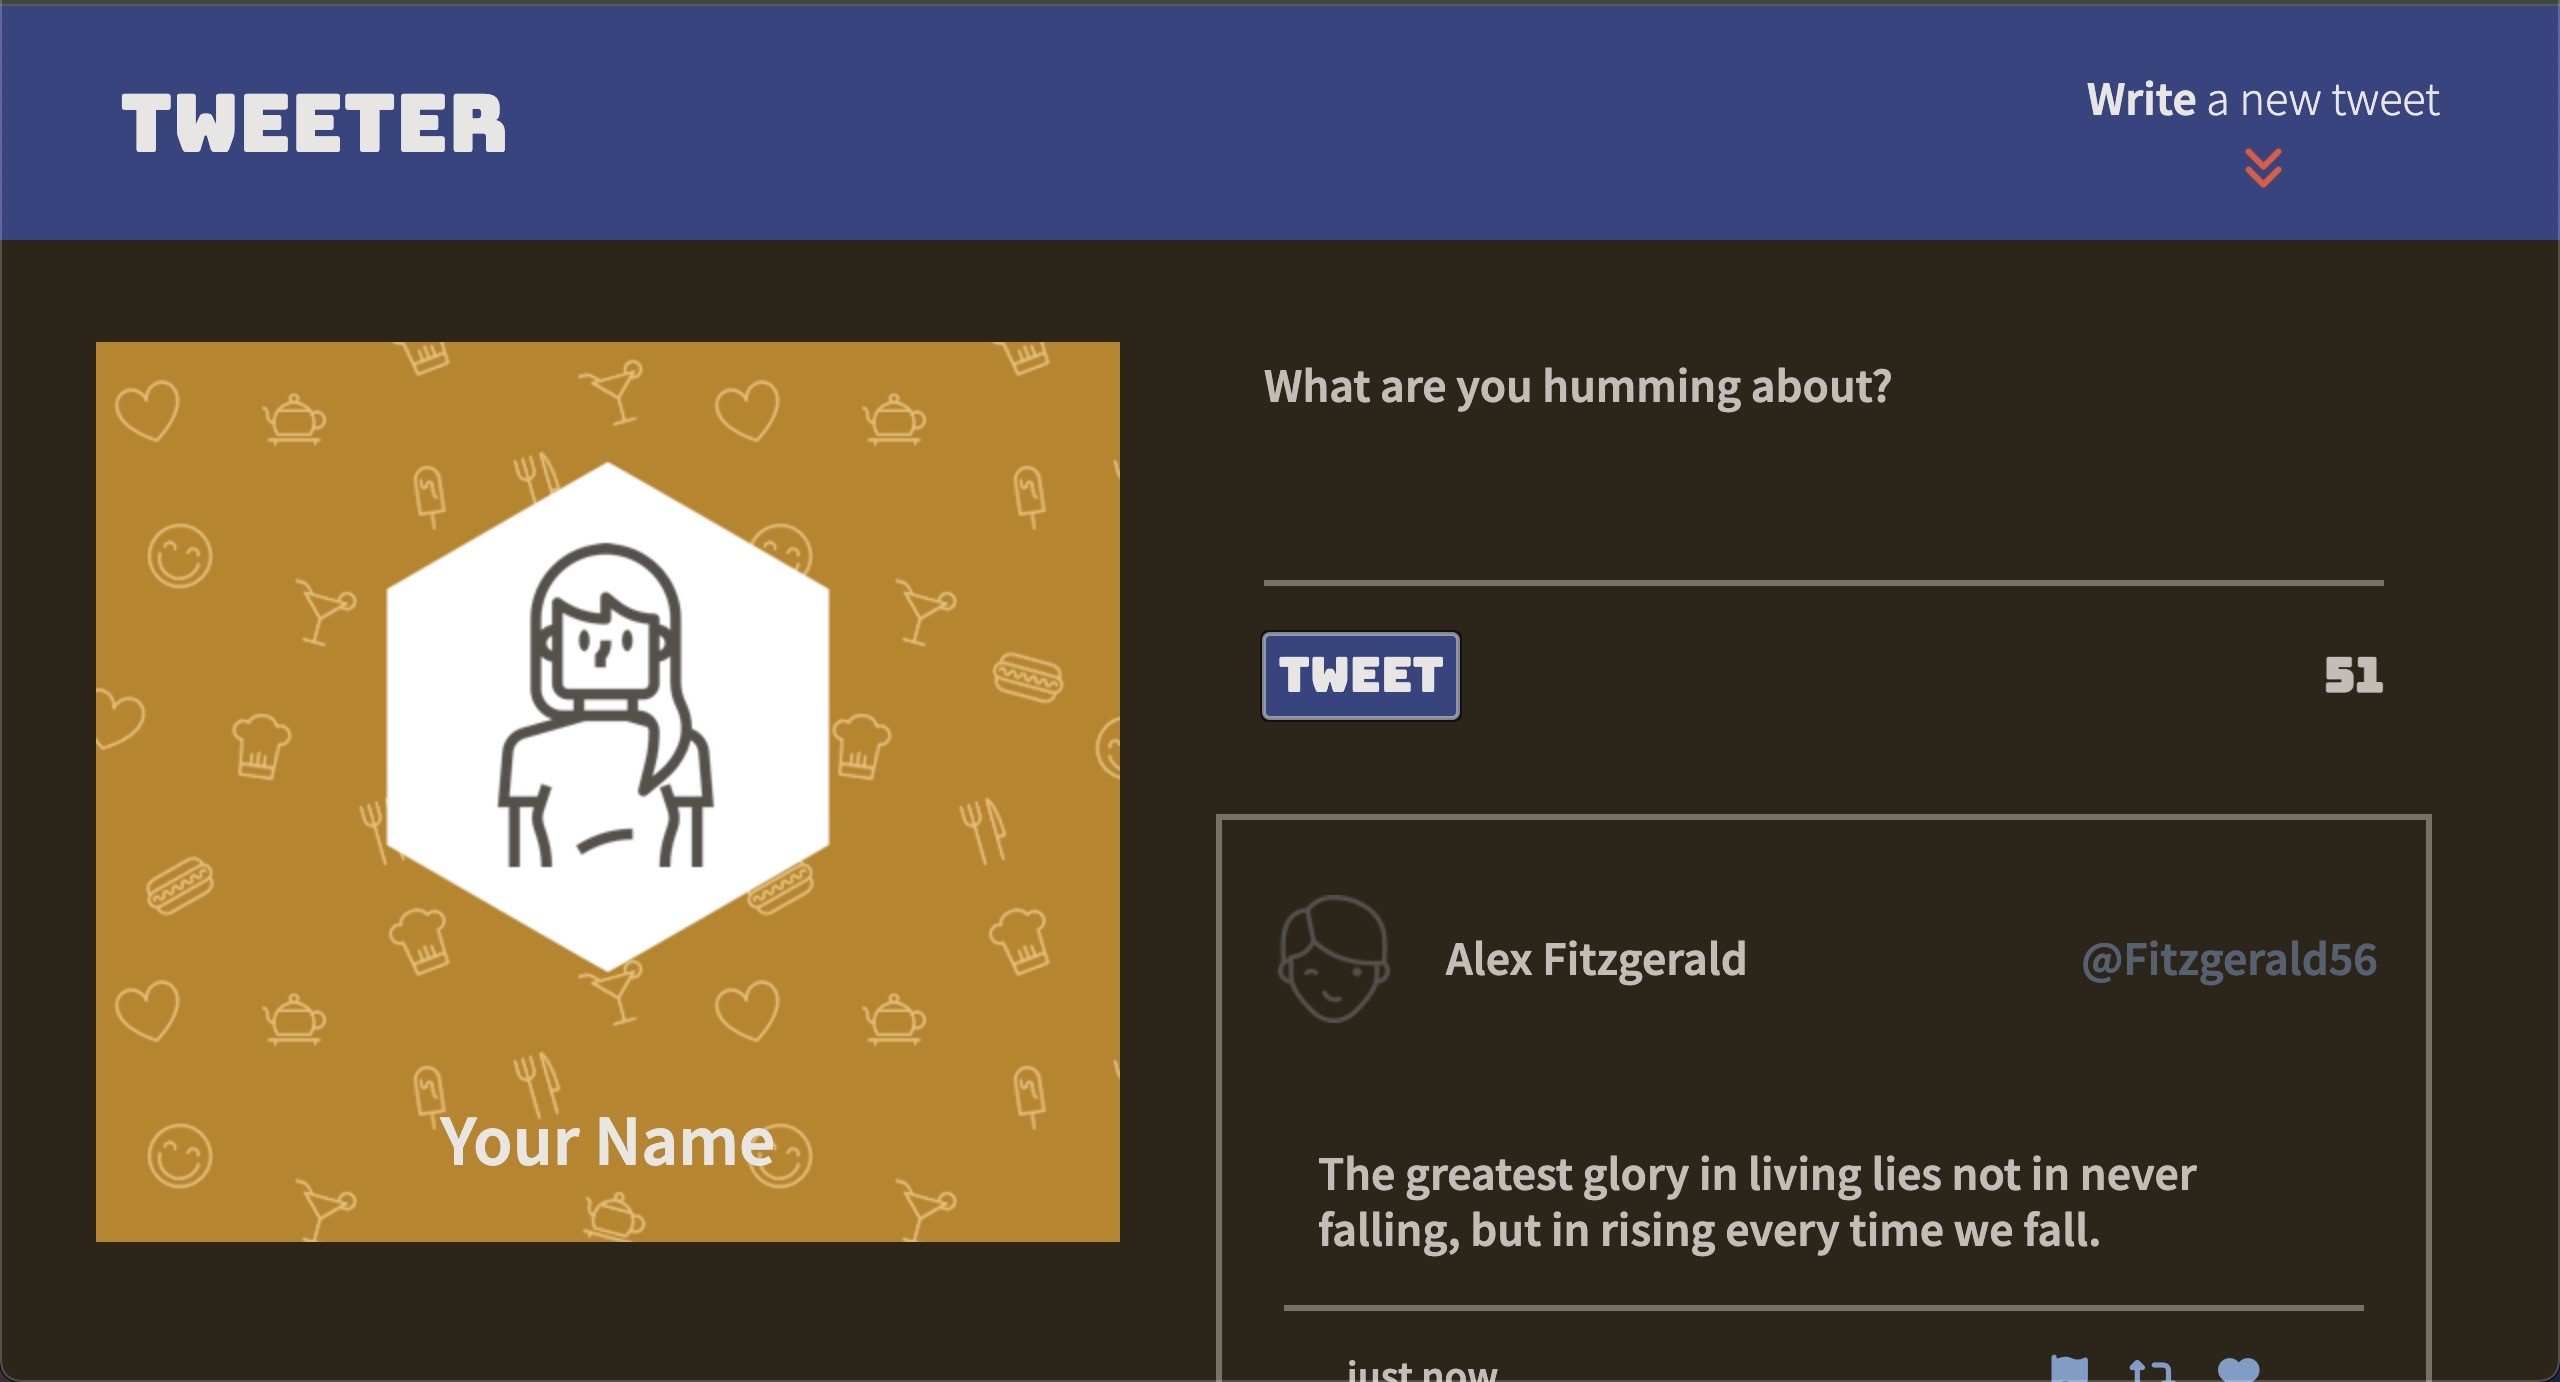 TWEETER
Write a new tweet
Your Name
What are you humming about?
TWEET
51
Alex Fitzgerald
@Fitzgerald56
The greatest glory in living lies not in never
falling, but in rising every time we fall.
just now